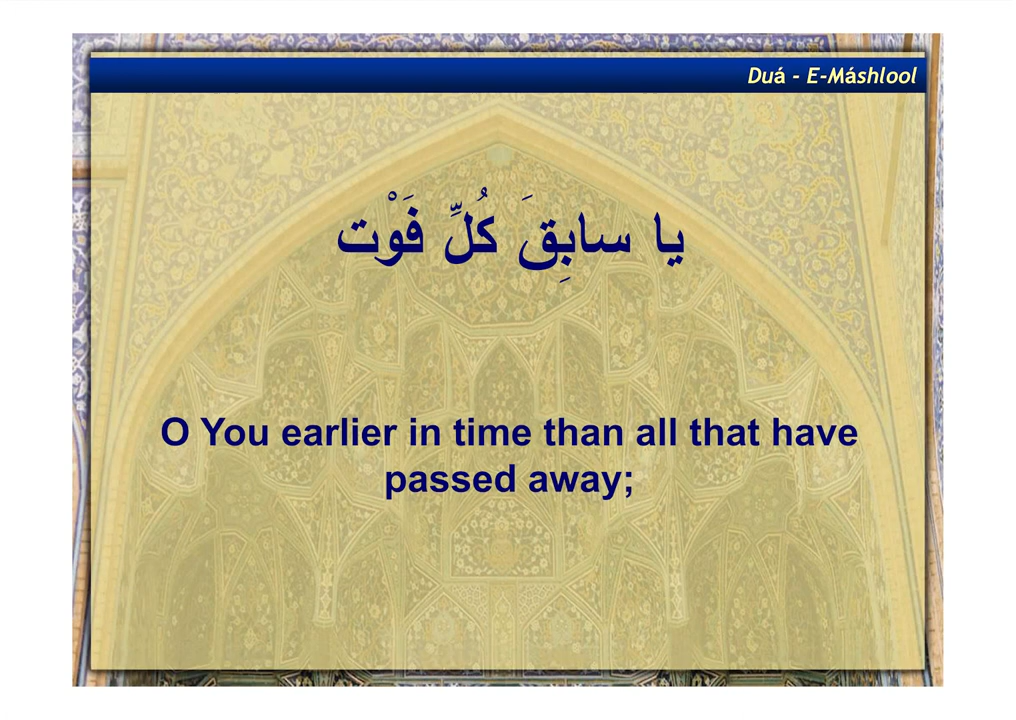 Duá - E-Máshlool
يا سابِقَ كُلِّ فَوْت
O You earlier in time than all that have
passed away;